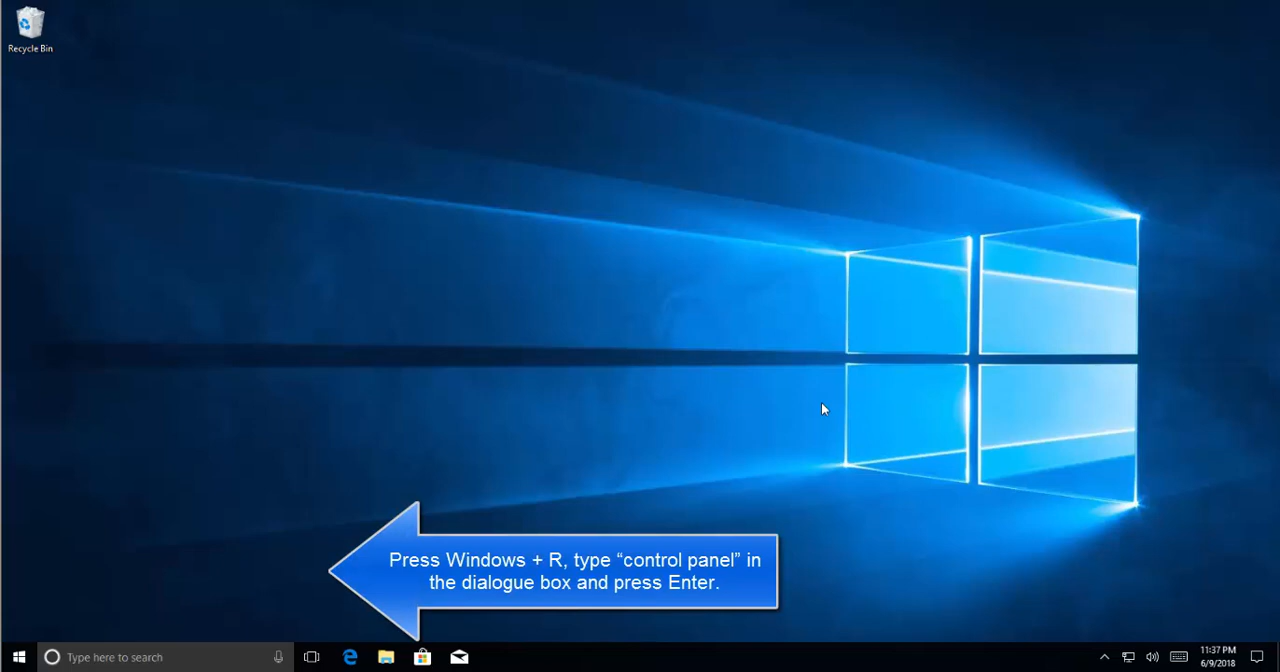 Recycle Bin
Press Windows + R, type “control panel” in
the dialogue box and press Enter.
Type here to search
11:37 PM
6/9/2018